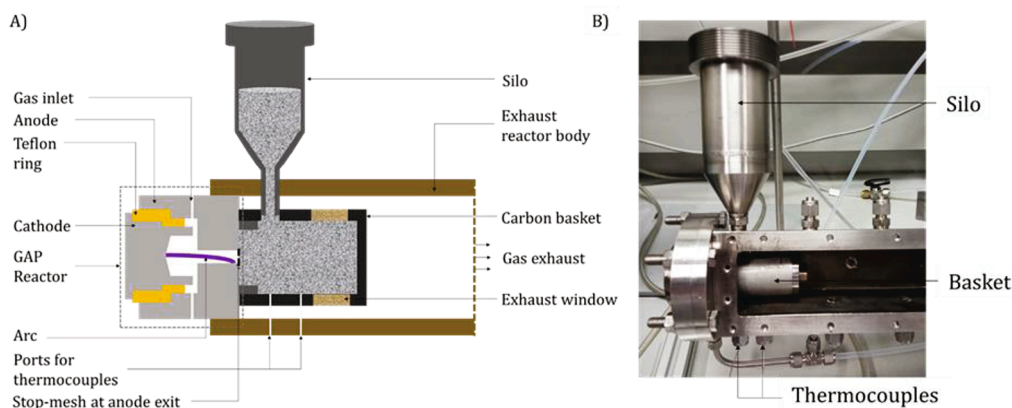 A)
Gas inlet
Anode
Teflon
ring
Cathode
GAP
Reactor
Arc
Ports for
thermocouples
Stop-mesh at anode exit
Silo
Exhaust
reactor body
Carbon basket
Gas exhaust
Exhaust window
B)
Silo
Basket
Thermocouples